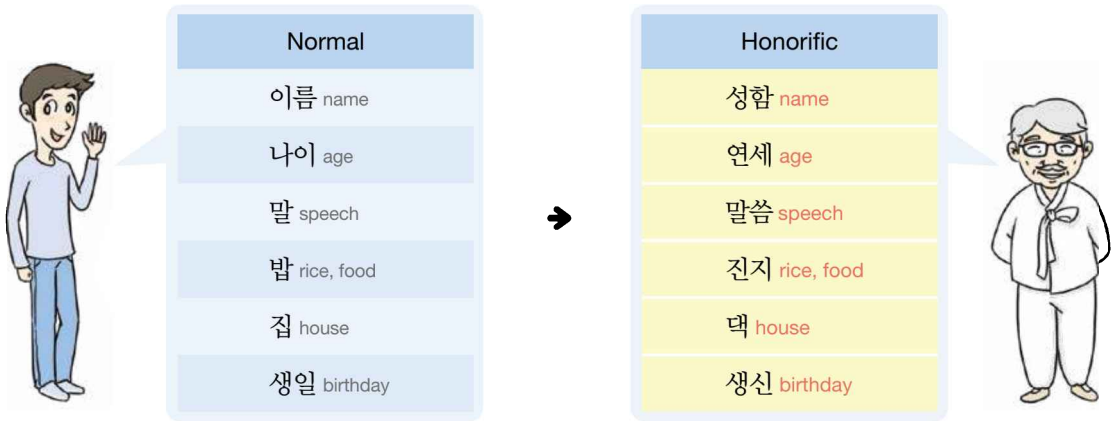 Normal
이름 name
나이 age
말 speech
밥 rice, food
집 house
생일 birthday
Honorific
성함 name
연세 age
말씀 speech
진지 rice, food
댁 house
생신 birthday